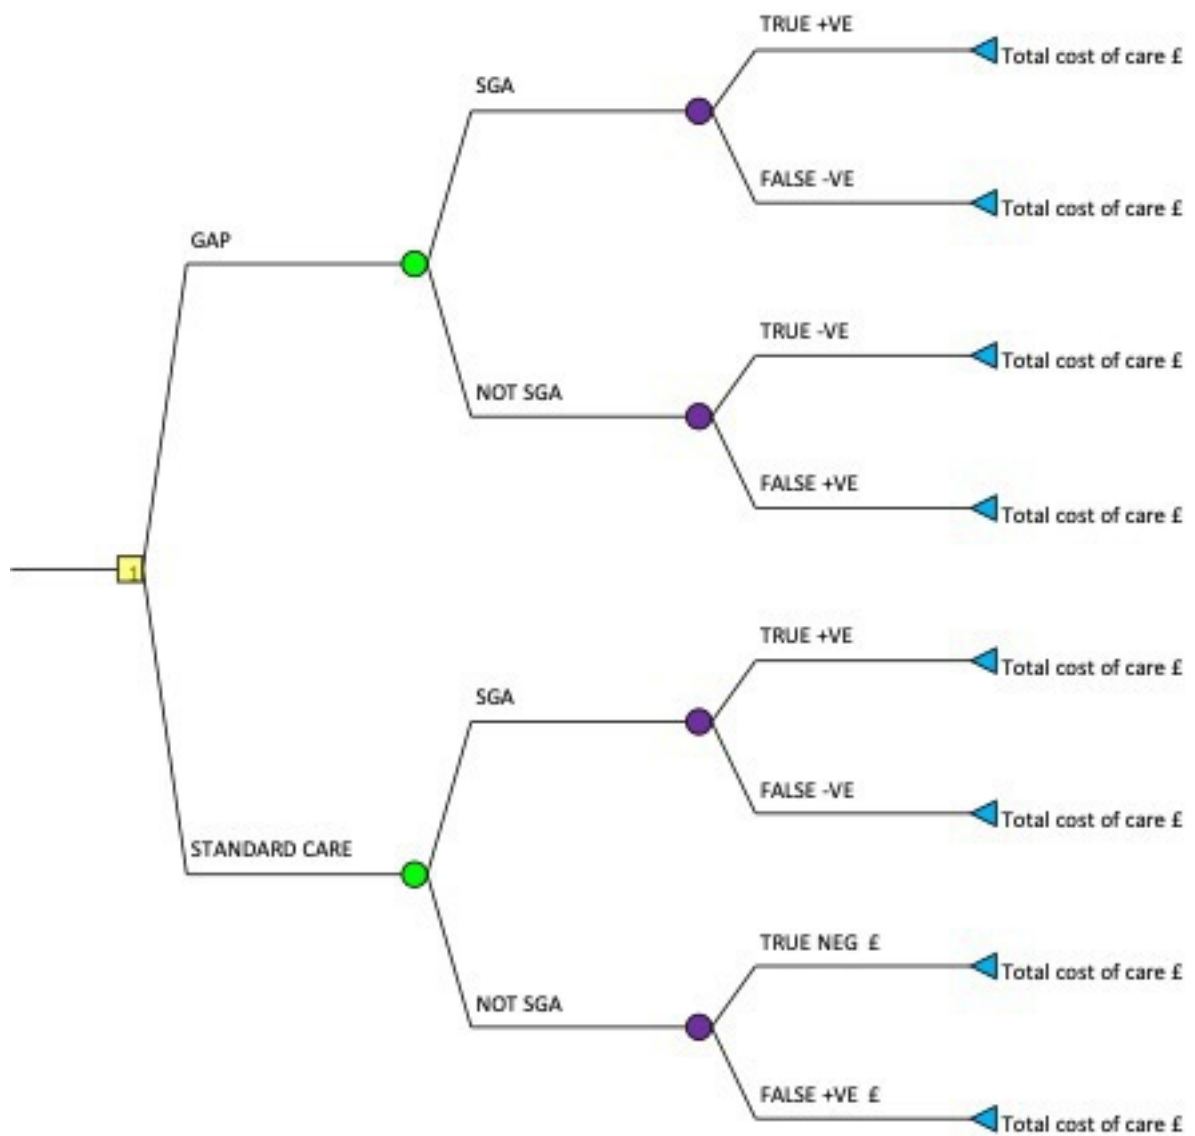 TRUE +VE
Total cost of care £
SGA
FALSE -VE
Total cost of care £
GAP
TRUE -VE
Total cost of care £
NOT SGA
FALSE +VE
Total cost of care £
1
TRUE +VE
Total cost of care £
SGA
FALSE -VE
Total cost of care £
STANDARD CARE
TRUE NEG £
Total cost of care £
NOT SGA
FALSE +VE £
Total cost of care £